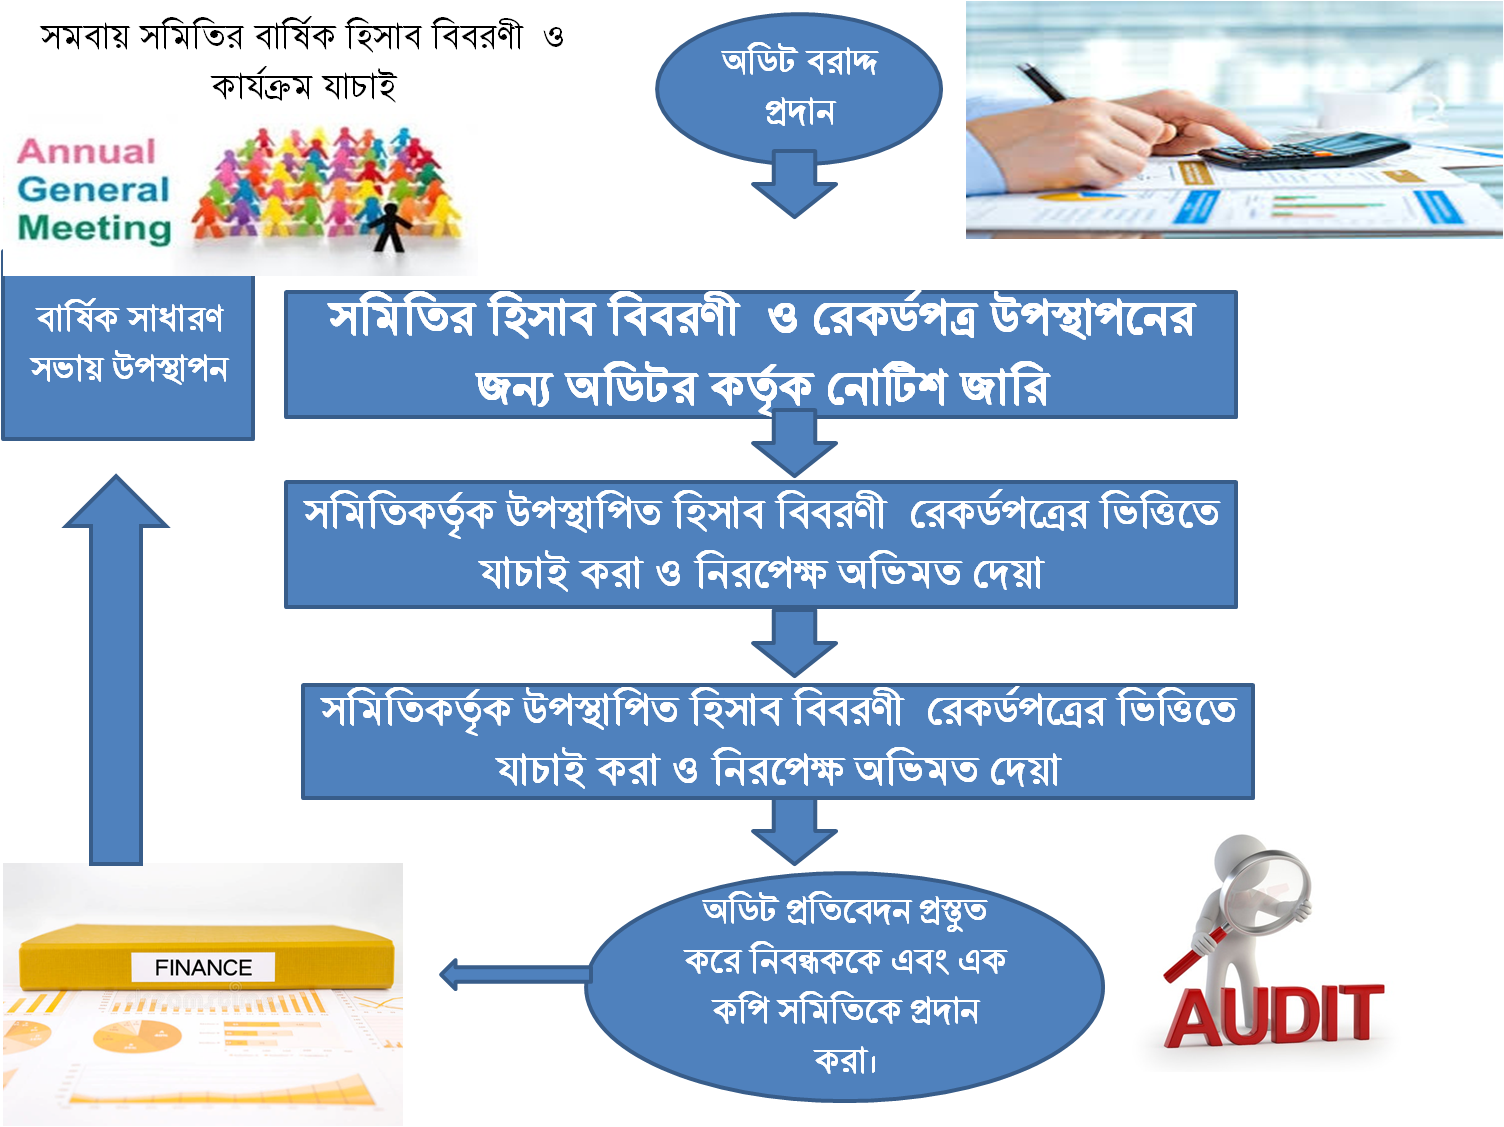 সমবায় সমিতির বার্ষিক হিসাব বিবরণী ও
কার্যক্রম যাচাই
Annual
General
Meeting
অডিট বরাদ্দ
প্রদান
বার্ষিক সাধারণ
সভায় উপস্থাপন
সমিতির হিসাব বিবরণী ও রেকর্ডপত্র উপস্থাপনের
জন্য অডিটর কর্তৃক নোটিশ জারি
সমিতিকর্তৃক উপস্থাপিত হিসাব বিবরণী রেকর্ডপত্রের ভিত্তিতে
যাচাই করা ও নিরপেক্ষ অভিমত দেয়া
সমিতিকর্তৃক উপস্থাপিত হিসাব বিবরণী রেকর্ডপত্রের ভিত্তিতে
যাচাই করা ও নিরপেক্ষ অভিমত দেয়া
অডিট প্রতিবেদন প্রস্তুত
করে নিবন্ধককে এবং এক
কপি সমিতিকে প্রদান
করা।
FINANCE
AUDIT